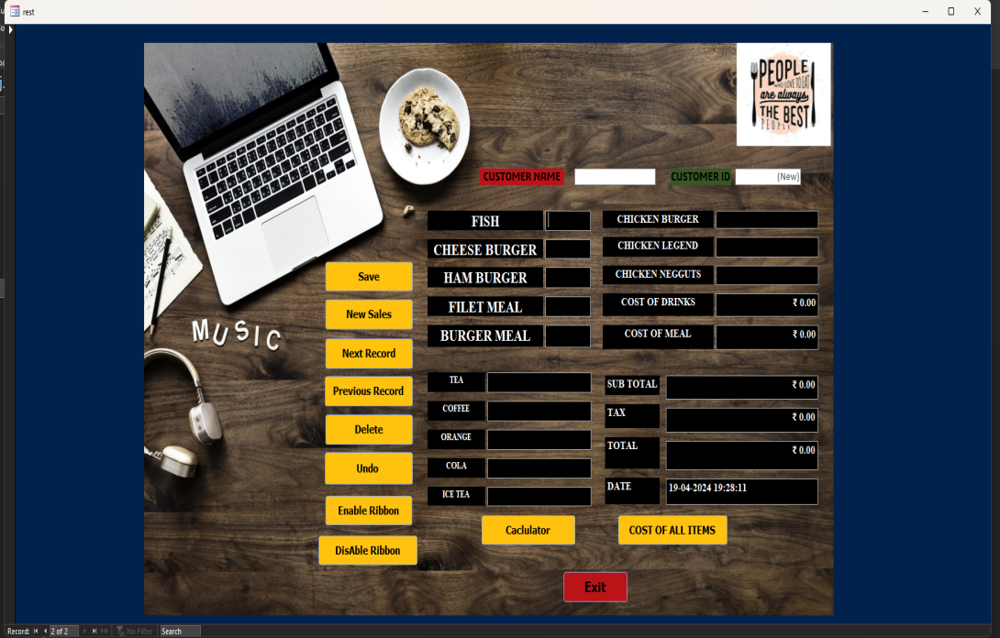 rest
PEOPLE
WHO LOVE TO EAT
are always
THE BEST
PEOPLE
CUSTOMER NAME
CUSTOMER ID (New)
FISH
CHEESE BURGER
HAM BURGER
FILET MEAL
BURGER MEAL
CHICKEN BURGER
CHICKEN LEGEND
CHICKEN NEGGUTS
COST OF DRINKS ₹ 0.00
COST OF MEAL ₹ 0.00
Save
New Sales
Next Record
Previous Record
Delete
Undo
Enable Ribbon
DisAble Ribbon
MUSIC
TEA
COFFEE
ORANGE
COLA
ICE TEA
SUB TOTAL ₹ 0.00
TAX ₹ 0.00
TOTAL ₹ 0.00
DATE 19-04-2024 19:28:11
Caclulator
COST OF ALL ITEMS
Exit
Record: 2 of 2 No Filter Search